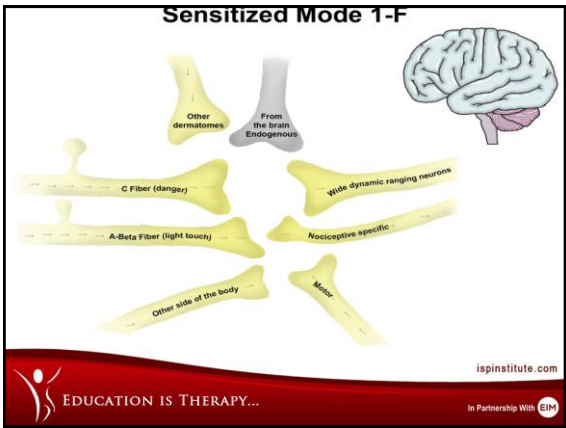 Sensitized Mode 1-F
Other
dermatomes
From
the brain
Endogenous
C Fiber (danger)
Wide dynamic ranging neurons
A-Beta Fiber (light touch)
Nociceptive specific
Other side of the body
Motor
ispinstitute.com
EDUCATION IS THERAPY...
In Partnership With EIM